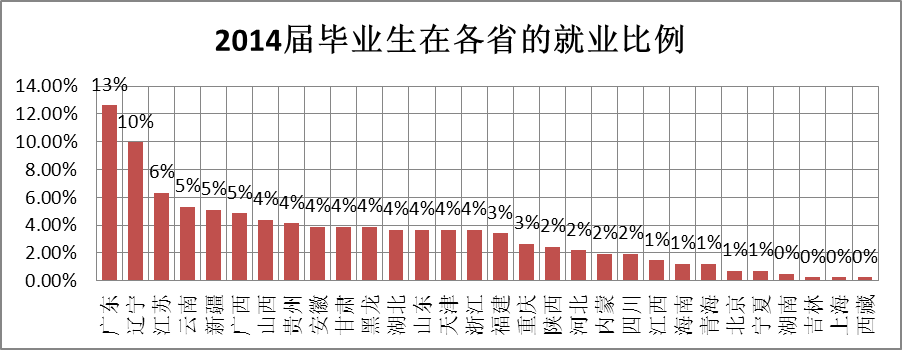 2014届毕业生在各省的就业比例
14.00%
12.00%
10.00%
8.00%
6.00%
4.00%
2.00%
0.00%
13%
10%
6%
5%
5%
5%
4%
4%
4%
4%
4%
4%
4%
4%
4%
3%
3%
2%
2%
2%
2%
1%
1%
1%
1%
1%
0%
0%
0%
0%
广东
辽宁
江苏
云南
新疆
广西
山西
贵州
安徽
甘肃
黑龙
湖北
山东
天津
浙江
福建
重庆
陕西
河北
内蒙
四川
江西
海南
青海
北京
宁夏
湖南
吉林
上海
西藏